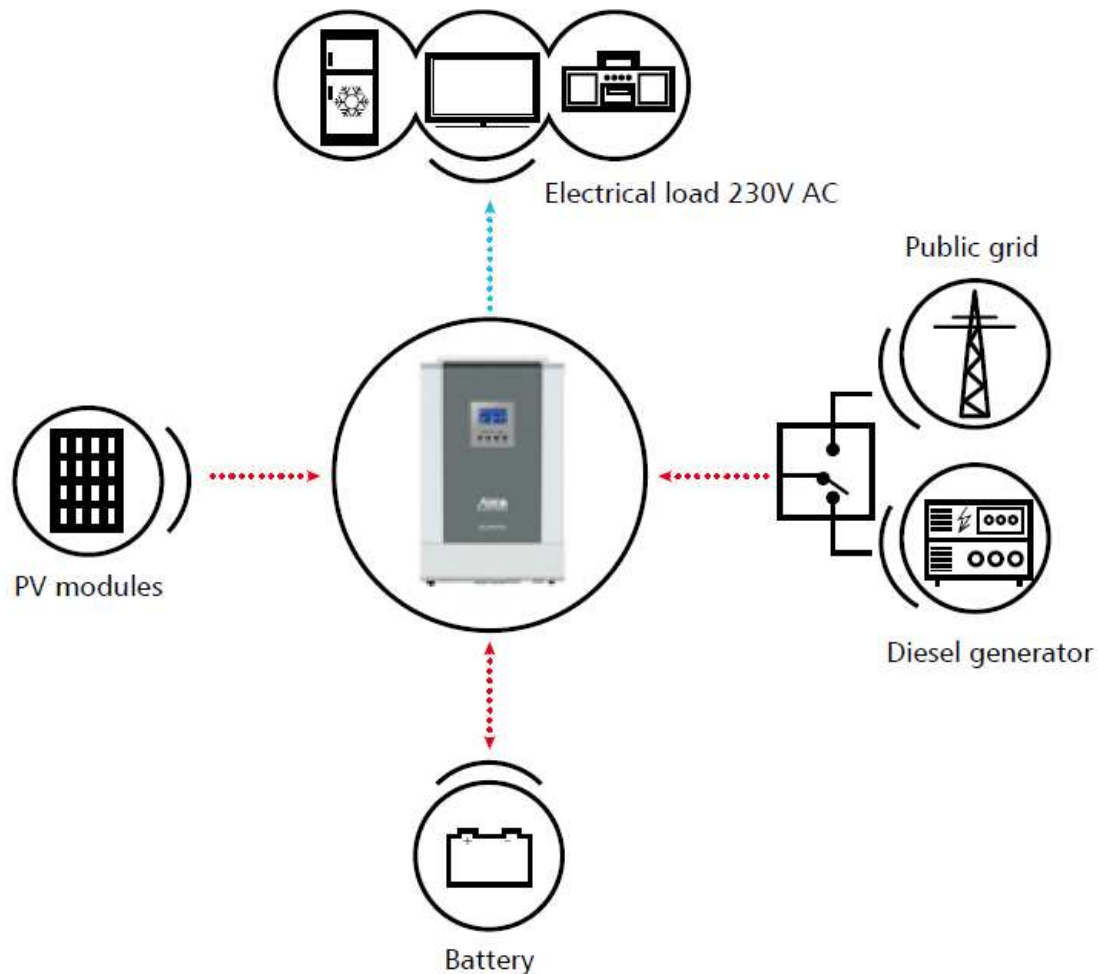 Electrical load 230V AC
Public grid
PV modules
Diesel generator
+ -
Battery